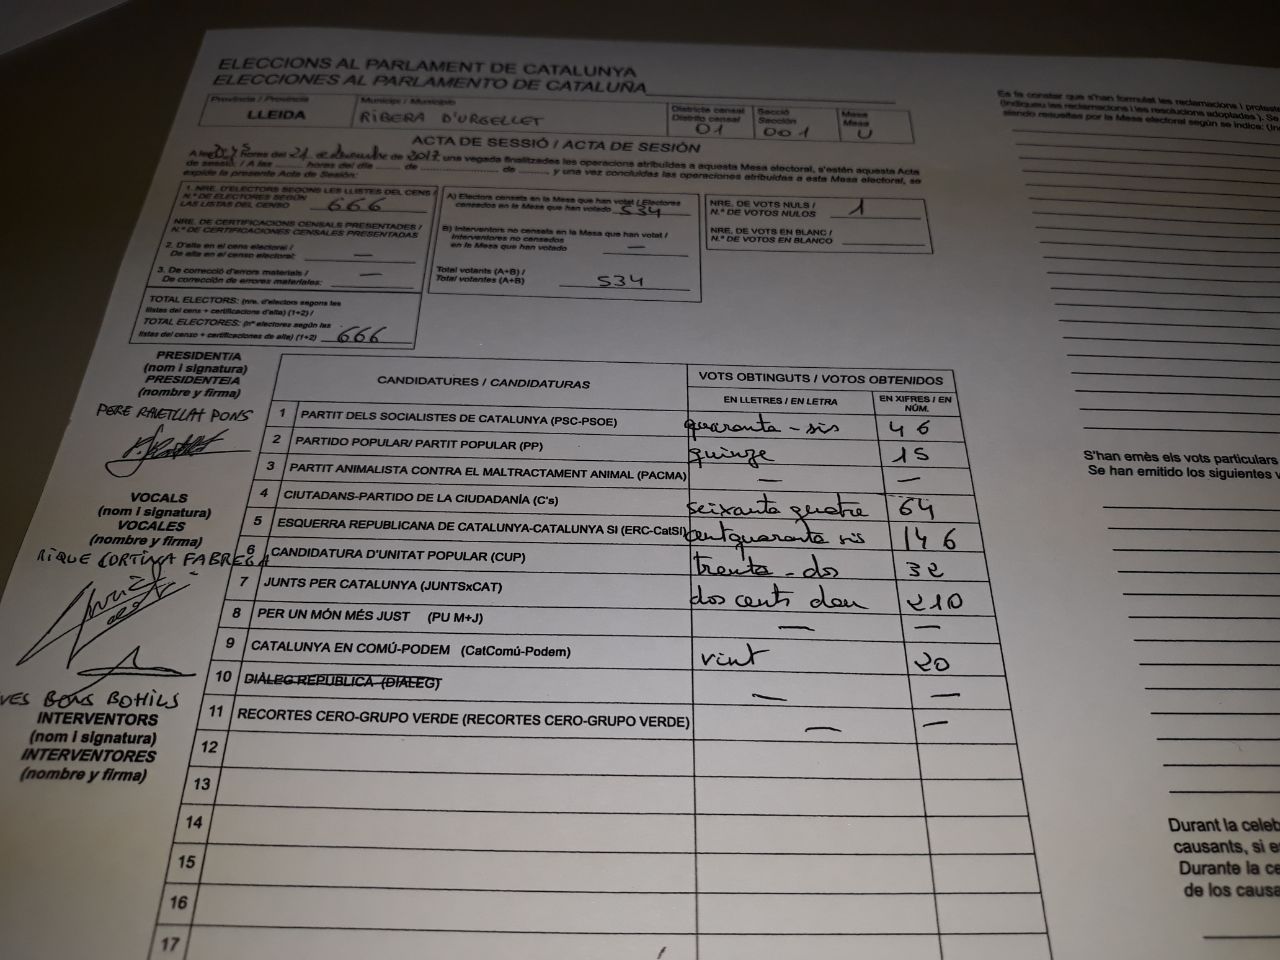 ELECCIONS AL PARLAMENT DE CATALUNYA
ELECCIONES AL PARLAMENTO DE CATALUÑA
Província / Provincia
LLEIDA
Municipi / Municipio
RIBERA D'URGELLET
Districte censal
Distrito censal
01
Secció
Sección
001
Mesa
Mesa
U
ACTA DE SESSIÓ / ACTA DE SESIÓN
A les hores del 21 de desembre de 2017, una vegada finalitzades les operacions atribuïdes a aquesta Mesa electoral, s'estén aquesta Acta
de sessió. / A las ........ horas del día ........ de ........ de ........, y una vez concluidas las operaciones atribuidas a esta Mesa electoral, se
expide la presente Acta de Sesión:
1. NRE. D'ELECTORS SEGONS LES LLISTES DEL CENS /
N.º DE ELECTORES SEGÚN
LAS LISTAS DEL CENSO 666
NRE. DE CERTIFICACIONS CENSALS PRESENTADES /
N.º DE CERTIFICACIONES CENSALES PRESENTADAS
2. D'alta en el cens electoral /
De alta en el censo electoral: —
3. De correcció d'errors materials /
De corrección de errores materiales: —
TOTAL ELECTORS: (nre. d'electors segons les
llistes del cens + certificacions d'alta) (1+2) /
TOTAL ELECTORES: (nº electores según las
listas del censo + certificaciones de alta) (1+2) 666
A) Electors censats en la Mesa que han votat / Electores
censados en la Mesa que han votado 534
B) Interventors no censats en la Mesa que han votat /
Interventores no censados
en la Mesa que han votado —
Total votants (A+B) /
Total votantes (A+B) 534
NRE. DE VOTS NULS /
N.º DE VOTOS NULOS 1
NRE. DE VOTS EN BLANC /
N.º DE VOTOS EN BLANCO
PRESIDENT/A
(nom i signatura)
PRESIDENTE/A
(nombre y firma)
PERE RAVETLLAT PONS
VOCALS
(nom i signatura)
VOCALES
(nombre y firma)
RIQUE CORTINA FABREGA
VES BONS BOHILS
INTERVENTORS
(nom i signatura)
INTERVENTORES
(nombre y firma)
CANDIDATURES / CANDIDATURAS
VOTS OBTINGUTS / VOTOS OBTENIDOS
EN LLETRES / EN LETRA
EN XIFRES / EN
NÚM.
1 PARTIT DELS SOCIALISTES DE CATALUNYA (PSC-PSOE) quaranta-sis 46
2 PARTIDO POPULAR/ PARTIT POPULAR (PP) quinze 15
3 PARTIT ANIMALISTA CONTRA EL MALTRACTAMENT ANIMAL (PACMA) — —
4 CIUTADANS-PARTIDO DE LA CIUDADANÍA (C's) seixanta quatre 64
5 ESQUERRA REPUBLICANA DE CATALUNYA-CATALUNYA SI (ERC-CatSI) centquaranta sis 146
6 CANDIDATURA D'UNITAT POPULAR (CUP) trenta-dos 32
7 JUNTS PER CATALUNYA (JUNTSxCAT) dos cents deu 210
8 PER UN MÓN MÉS JUST (PU M+J) — —
9 CATALUNYA EN COMÚ-PODEM (CatComú-Podem) vint 20
10 DIÀLEG REPUBLICA (DIALEG) — —
11 RECORTES CERO-GRUPO VERDE (RECORTES CERO-GRUPO VERDE) — —
12
13
14
15
16
17
Es fa constar que s'han formulat les reclamacions i protest
(Indiqueu les reclamacions i les resolucions adoptades). Se
siendo resueltas por la Mesa electoral según se indica: (In
S'han emès els vots particulars
Se han emitido los siguientes v
Durant la celeb
causants, si e
Durante la ce
de los causa